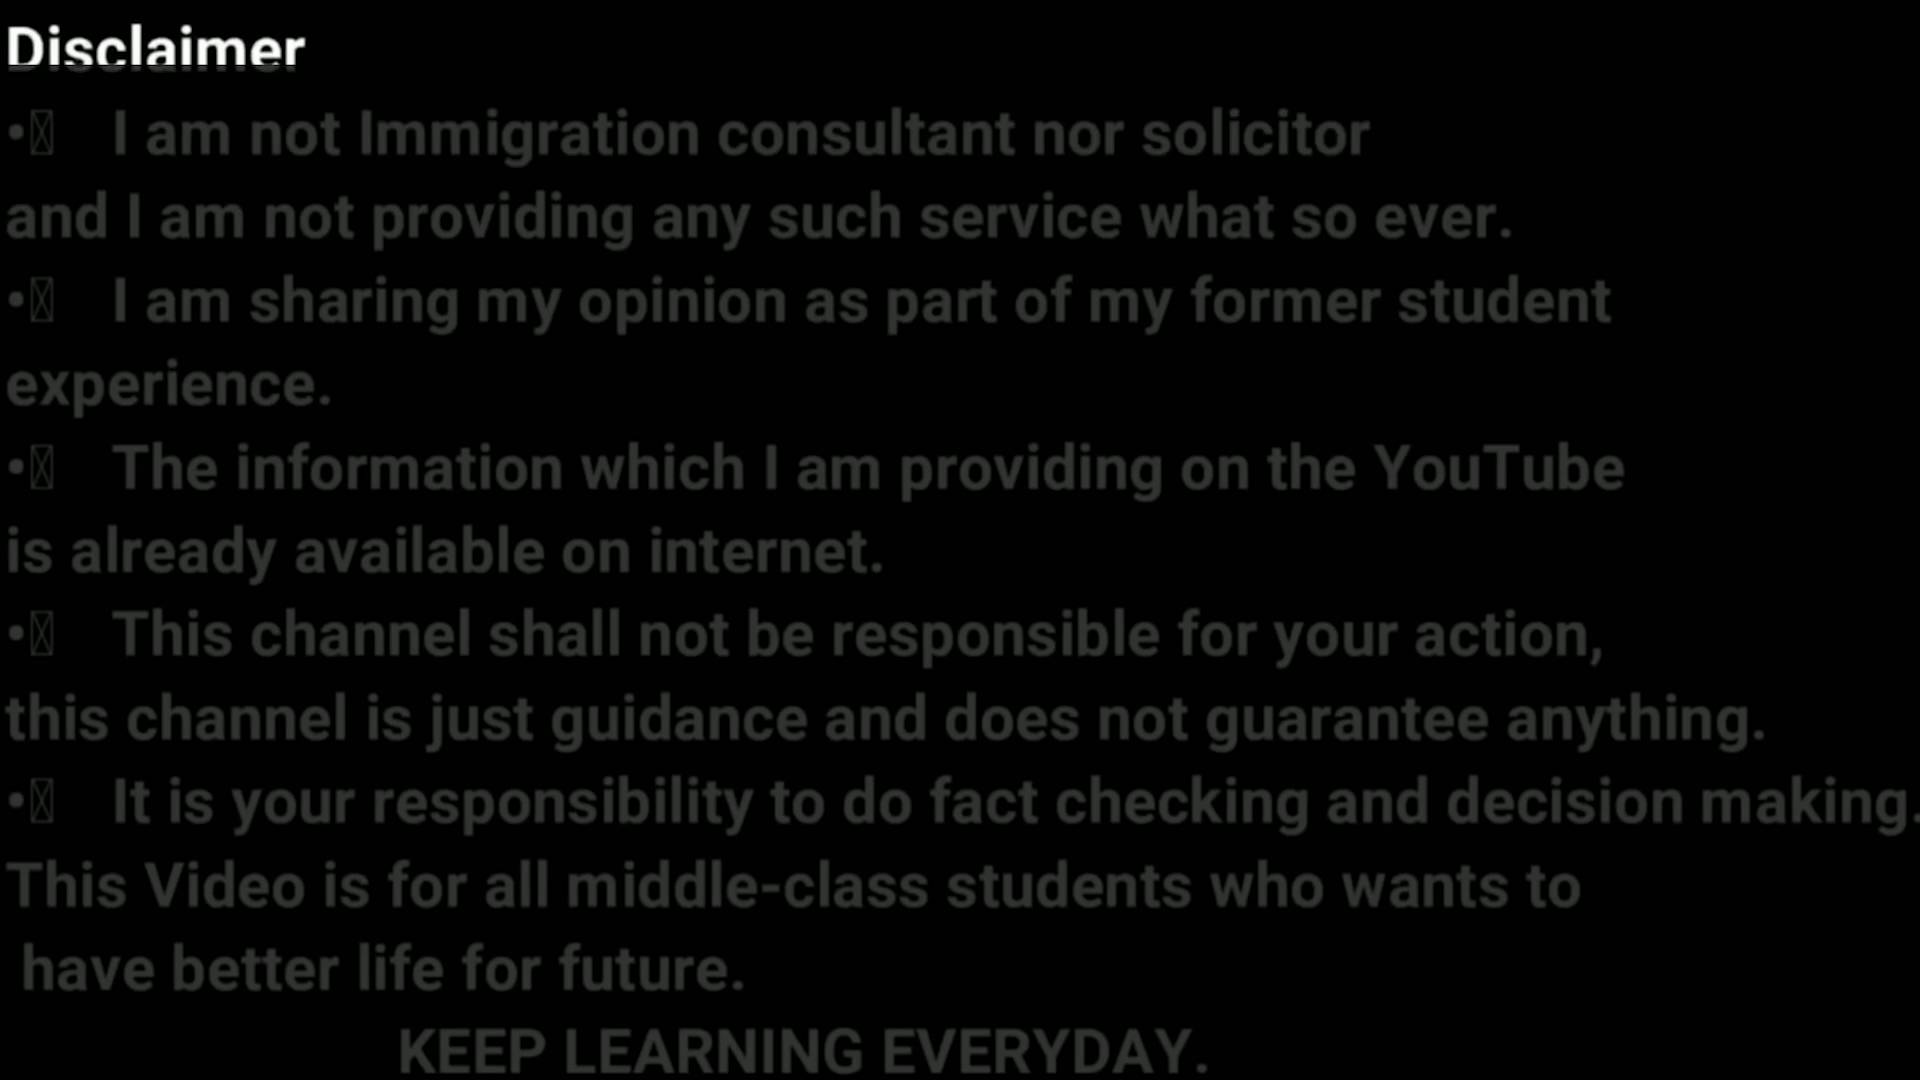 Disclaimer
• I am not Immigration consultant nor solicitor
and I am not providing any such service what so ever.
• I am sharing my opinion as part of my former student
experience.
• The information which I am providing on the YouTube
is already available on internet.
• This channel shall not be responsible for your action,
this channel is just guidance and does not guarantee anything.
• It is your responsibility to do fact checking and decision making.
This Video is for all middle-class students who wants to
have better life for future.
KEEP LEARNING EVERYDAY.